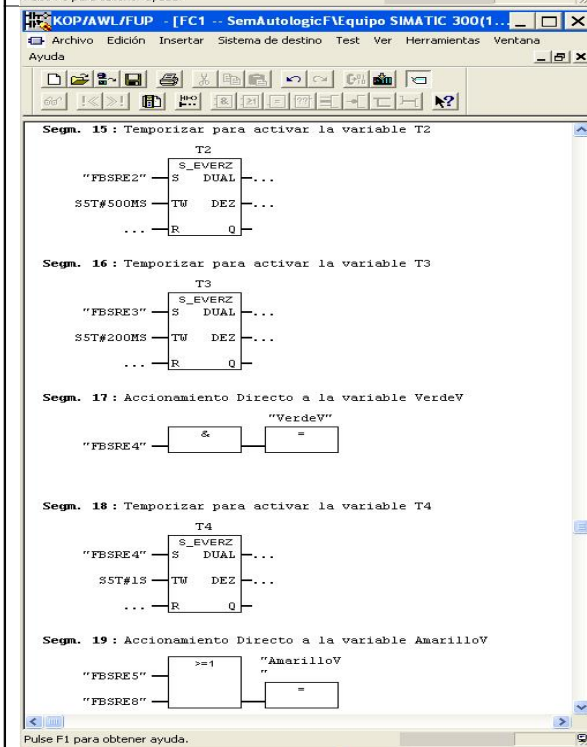 KOP/AWL/FUP - [FC1 -- SemAutologicF\Equipo SIMATIC 300(1...
Archivo Edición Insertar Sistema de destino Test Ver Herramientas Ventana
Ayuda
Segm. 15 : Temporizar para activar la variable T2
T2
S_EVERZ
"FBSRE2" S DUAL ...
S5T#500MS TW DEZ ...
... R Q
Segm. 16 : Temporizar para activar la variable T3
T3
S_EVERZ
"FBSRE3" S DUAL ...
S5T#200MS TW DEZ ...
... R Q
Segm. 17 : Accionamiento Directo a la variable VerdeV
"VerdeV"
& =
"FBSRE4"
Segm. 18 : Temporizar para activar la variable T4
T4
S_EVERZ
"FBSRE4" S DUAL ...
S5T#1S TW DEZ ...
... R Q
Segm. 19 : Accionamiento Directo a la variable AmarilloV
>=1 "AmarilloV
"
"FBSRE5"
=
"FBSRE8"
Pulse F1 para obtener ayuda.